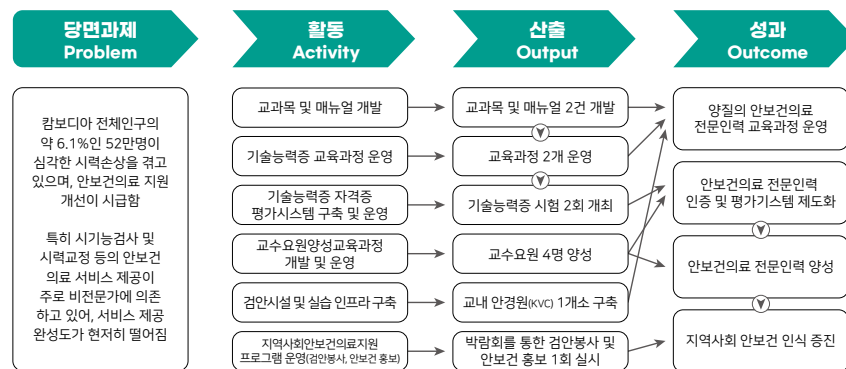 당면과제
Problem
활동
Activity
산출
Output
성과
Outcome
캄보디아 전체인구의
약 6.1%인 52만명이
심각한 시력손상을 겪고
있으며, 안보건의료 지원
개선이 시급함
특히 시기능검사 및
시력교정 등의 안보건
의료 서비스 제공이
주로 비전문가에 의존
하고 있어, 서비스 제공
완성도가 현저히 떨어짐
교과목 및 매뉴얼 개발
기술능력증 교육과정 운영
기술능력증 자격증
평가시스템 구축 및 운영
교수요원양성교육과정
개발 및 운영
검안시설 및 실습 인프라 구축
지역사회안보건의료지원
프로그램 운영(검안봉사, 안보건 홍보)
교과목 및 매뉴얼 2건 개발
교육과정 2개 운영
기술능력증 시험 2회 개최
교수요원 4명 양성
교내 안경원(KVC) 1개소 구축
박람회를 통한 검안봉사 및
안보건 홍보 1회 실시
양질의 안보건의료
전문인력 교육과정 운영
안보건의료 전문인력
인증 및 평가기스템 제도화
안보건의료 전문인력 양성
지역사회 안보건 인식 증진